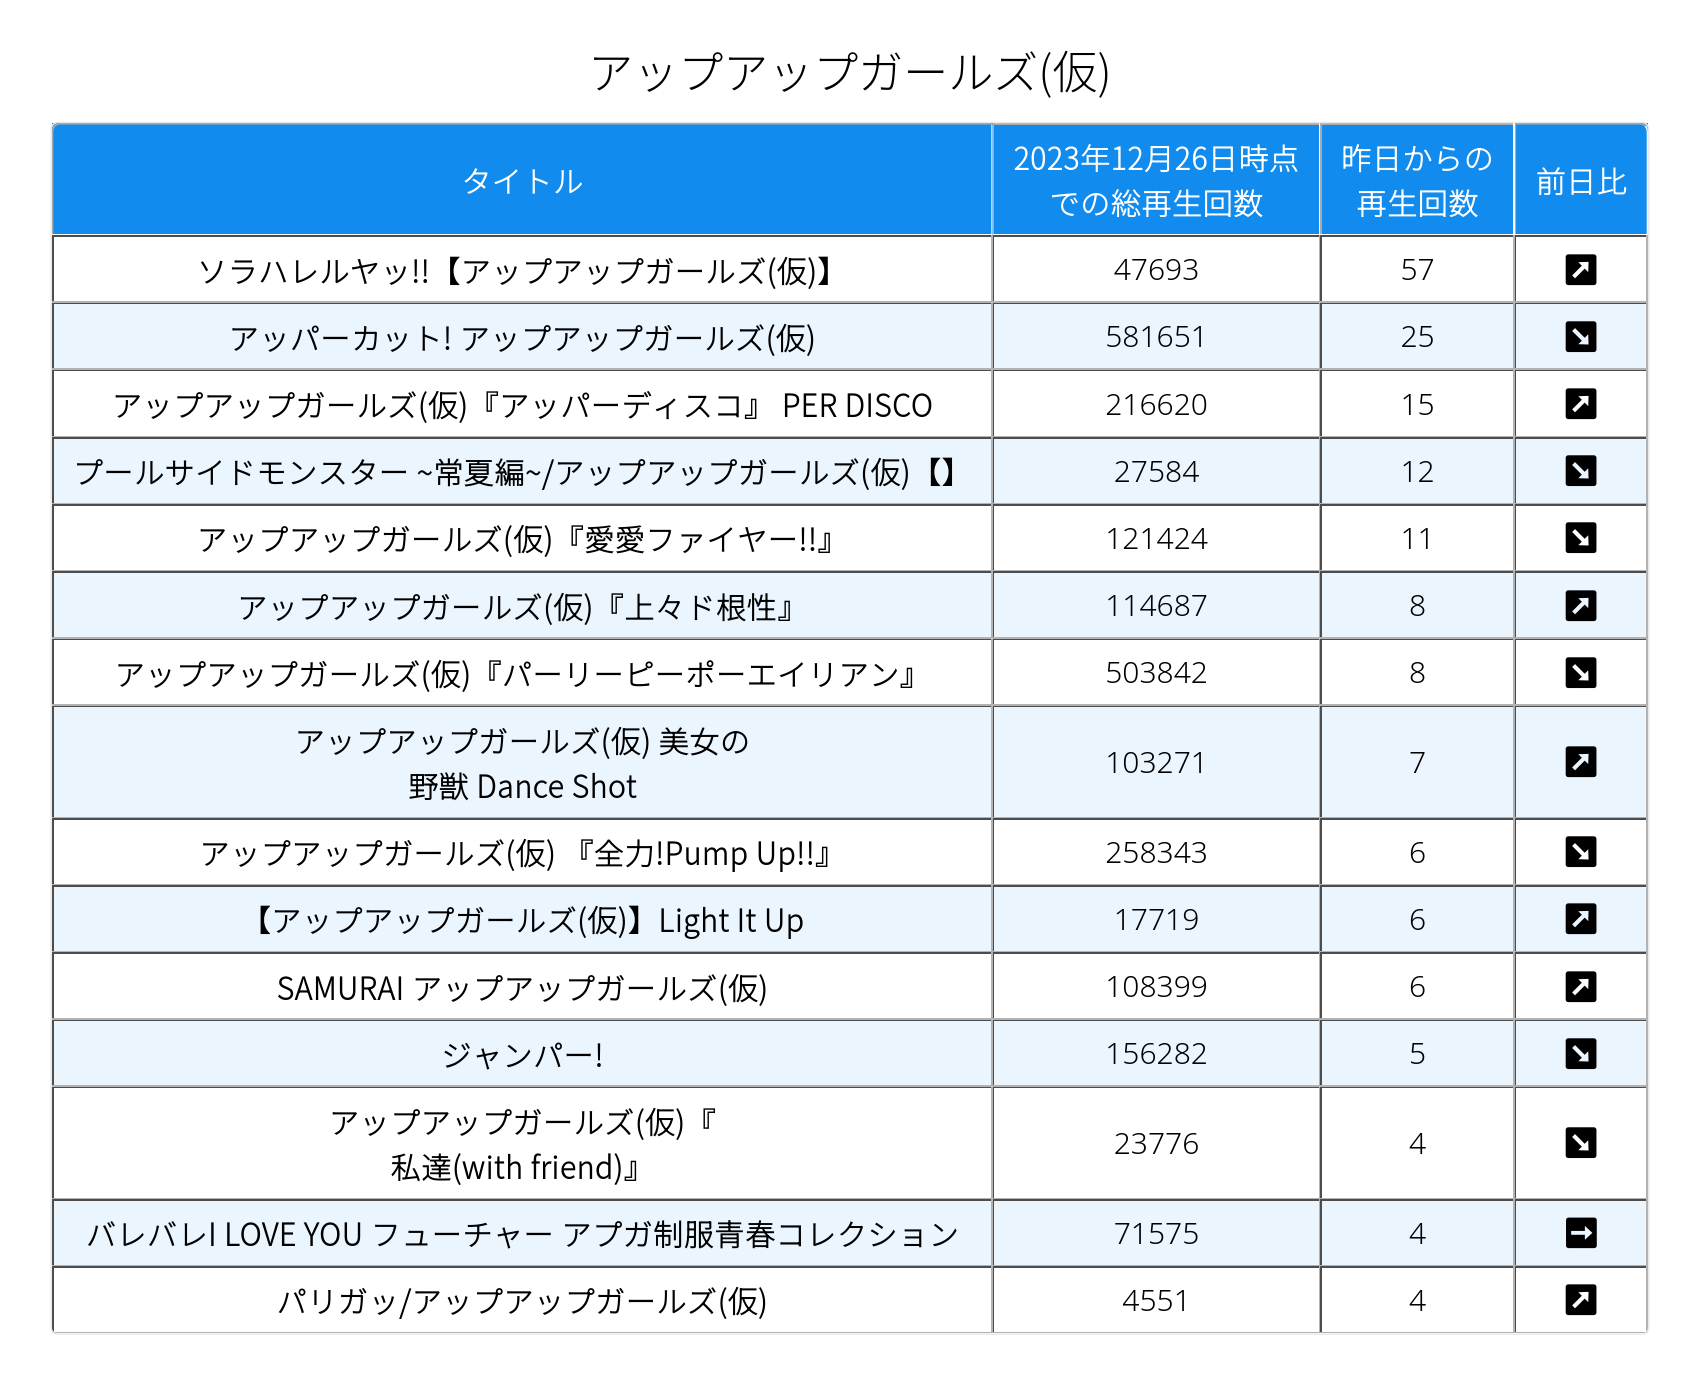 アップアップガールズ(仮)
タイトル 2023年12月26日時点での総再生回数 昨日からの再生回数 前日比
ソラハレルヤッ!!【アップアップガールズ(仮)】 47693 57 ↗
アッパーカット! アップアップガールズ(仮) 581651 25 ↘
アップアップガールズ(仮)『アッパーディスコ』 PER DISCO 216620 15 ↗
プールサイドモンスター ~常夏編~/アップアップガールズ(仮)【】 27584 12 ↘
アップアップガールズ(仮)『愛愛ファイヤー!!』 121424 11 ↘
アップアップガールズ(仮)『上々ド根性』 114687 8 ↗
アップアップガールズ(仮)『パーリーピーポーエイリアン』 503842 8 ↘
アップアップガールズ(仮) 美女の
野獣 Dance Shot 103271 7 ↗
アップアップガールズ(仮) 『全力!Pump Up!!』 258343 6 ↘
【アップアップガールズ(仮)】Light It Up 17719 6 ↗
SAMURAI アップアップガールズ(仮) 108399 6 ↗
ジャンパー! 156282 5 ↘
アップアップガールズ(仮)『
私達(with friend)』 23776 4 ↘
バレバレI LOVE YOU フューチャー アプガ制服青春コレクション 71575 4 →
パリガッ/アップアップガールズ(仮) 4551 4 ↗